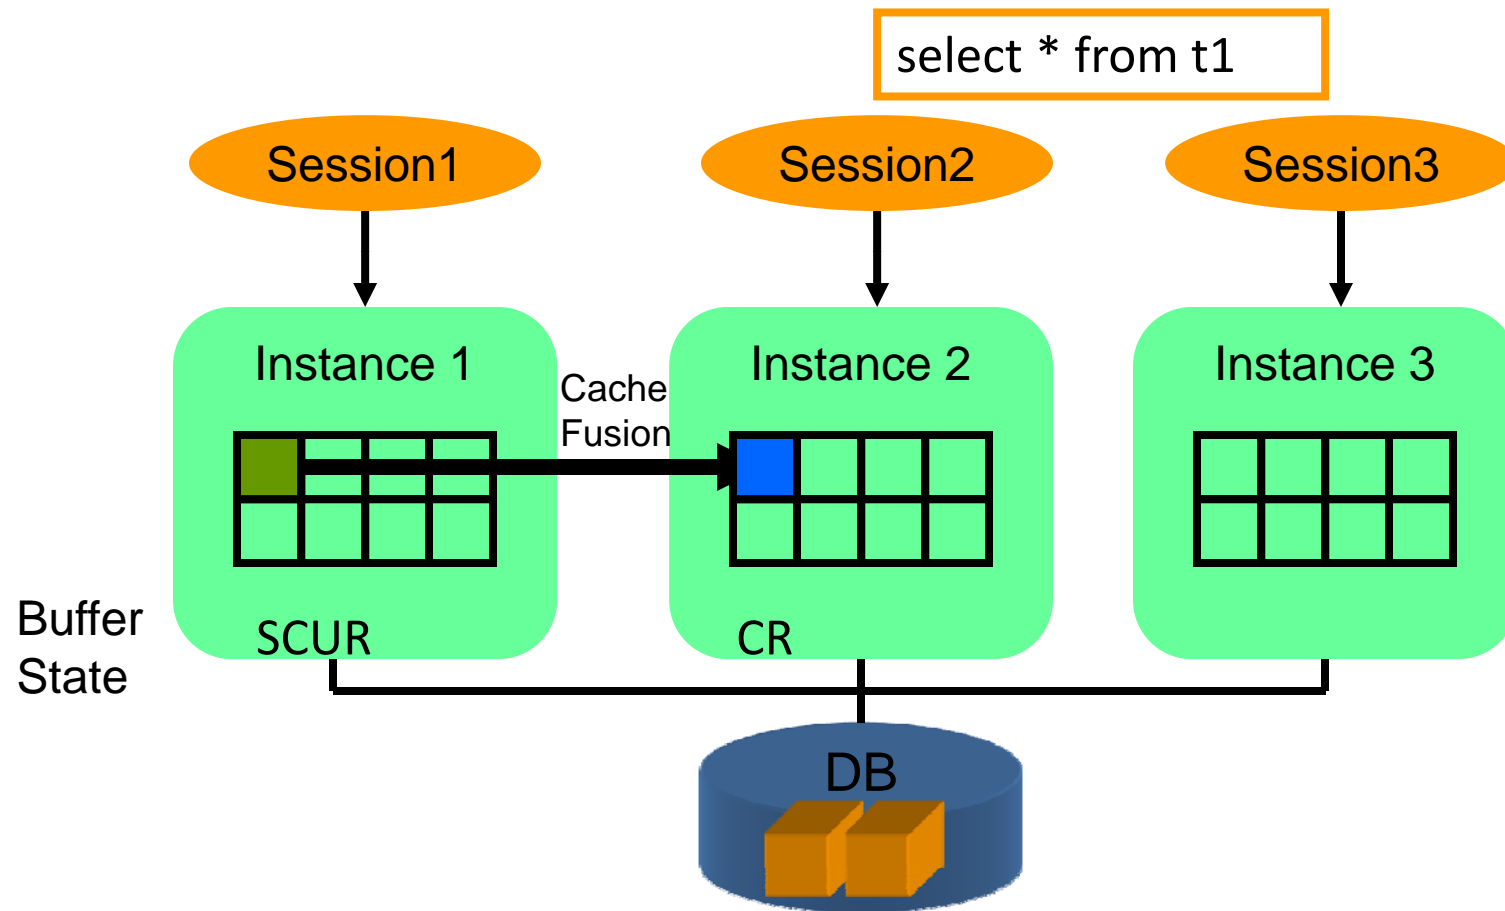 select * from t1
Session1
Session2
Session3
Instance 1
Cache
Fusion
Instance 2
Instance 3
Buffer
State
SCUR
CR
DB